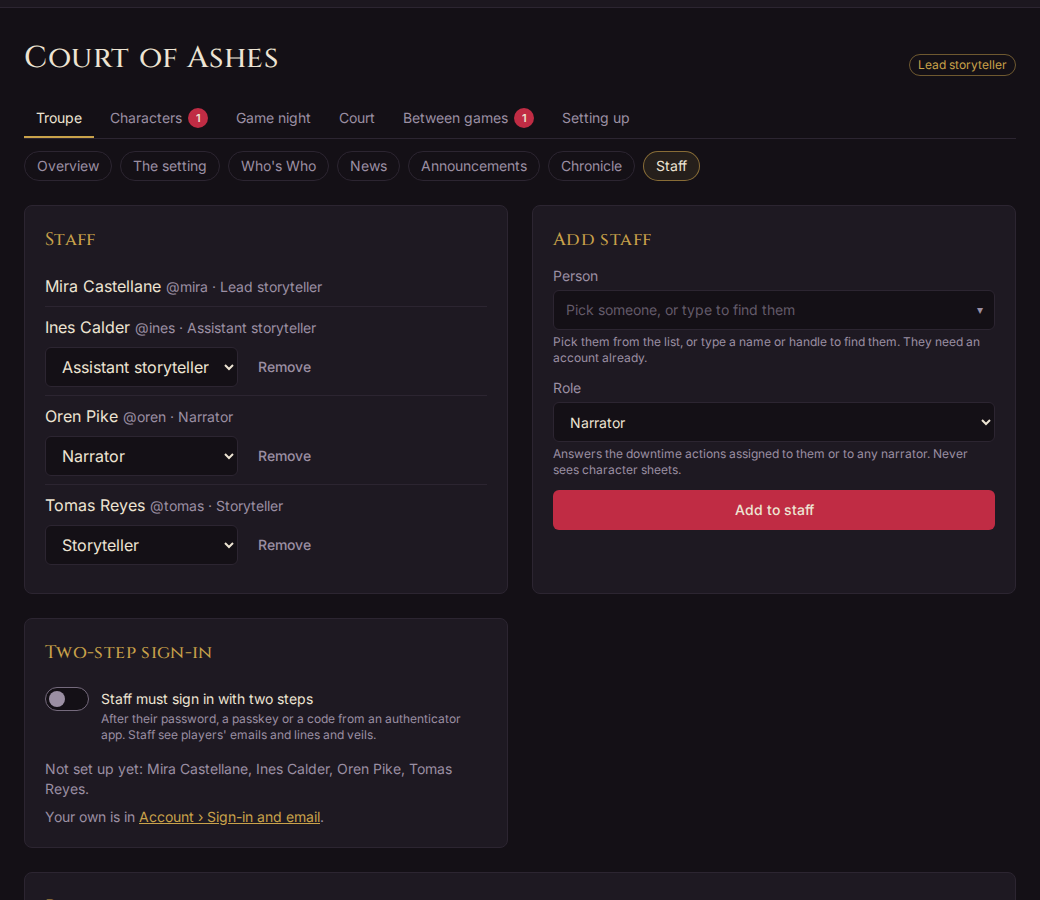 Court of Ashes
Lead storyteller
Troupe Characters 1 Game night Court Between games 1 Setting up
Overview The setting Who's Who News Announcements Chronicle Staff
Staff
Mira Castellane @mira · Lead storyteller
Ines Calder @ines · Assistant storyteller
Assistant storyteller Remove
Oren Pike @oren · Narrator
Narrator Remove
Tomas Reyes @tomas · Storyteller
Storyteller Remove
Add staff
Person
Pick someone, or type to find them
Pick them from the list, or type a name or handle to find them. They need an
account already.
Role
Narrator
Answers the downtime actions assigned to them or to any narrator. Never
sees character sheets.
Add to staff
Two-step sign-in
Staff must sign in with two steps
After their password, a passkey or a code from an authenticator
app. Staff see players' emails and lines and veils.
Not set up yet: Mira Castellane, Ines Calder, Oren Pike, Tomas
Reyes.
Your own is in Account › Sign-in and email.